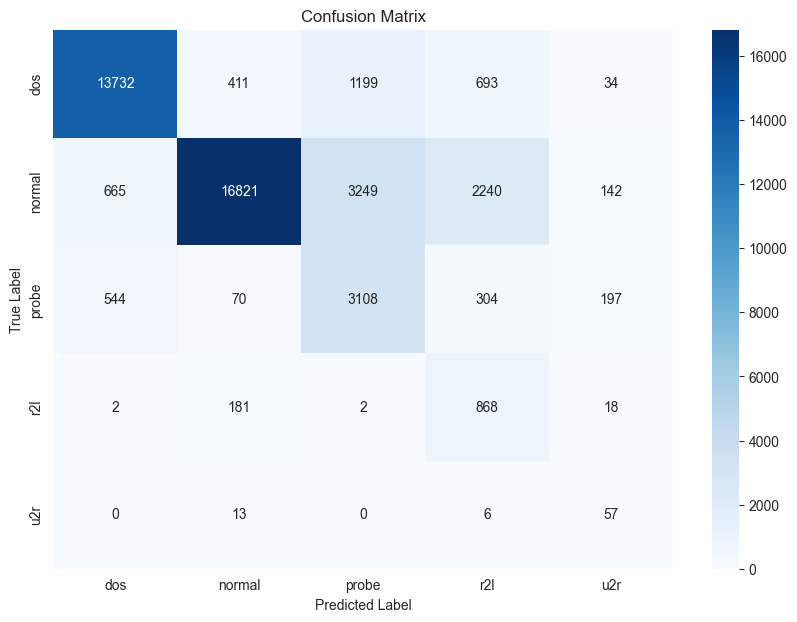 Confusion Matrix
dos 13732 411 1199 693 34
normal 665 16821 3249 2240 142
probe 544 70 3108 304 197
r2l 2 181 2 868 18
u2r 0 13 0 6 57
dos normal probe r2l u2r
Predicted Label
True Label
16000
14000
12000
10000
8000
6000
4000
2000
0